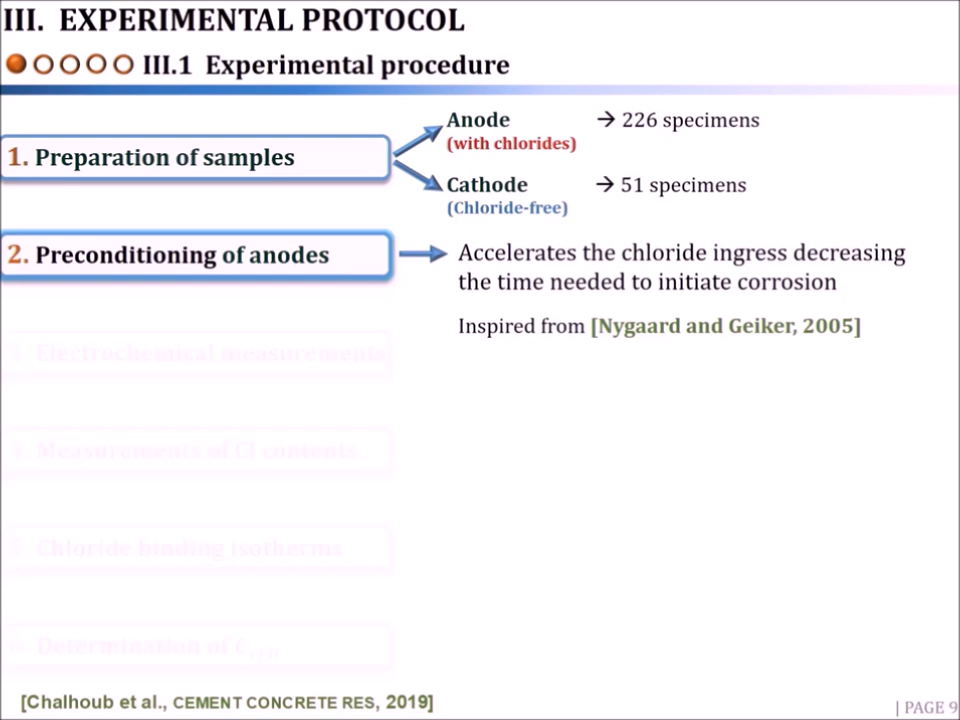 III. EXPERIMENTAL PROTOCOL
III.1 Experimental procedure
Anode → 226 specimens
(with chlorides)
1. Preparation of samples
Cathode → 51 specimens
(Chloride-free)
2. Preconditioning of anodes
Accelerates the chloride ingress decreasing
the time needed to initiate corrosion
Inspired from [Nygaard and Geiker, 2005]
Electrochemical measurements
Measurements of Cl contents
5. Chloride binding isotherms
Determination of
[Chalhoub et al., CEMENT CONCRETE RES, 2019]
| PAGE 9